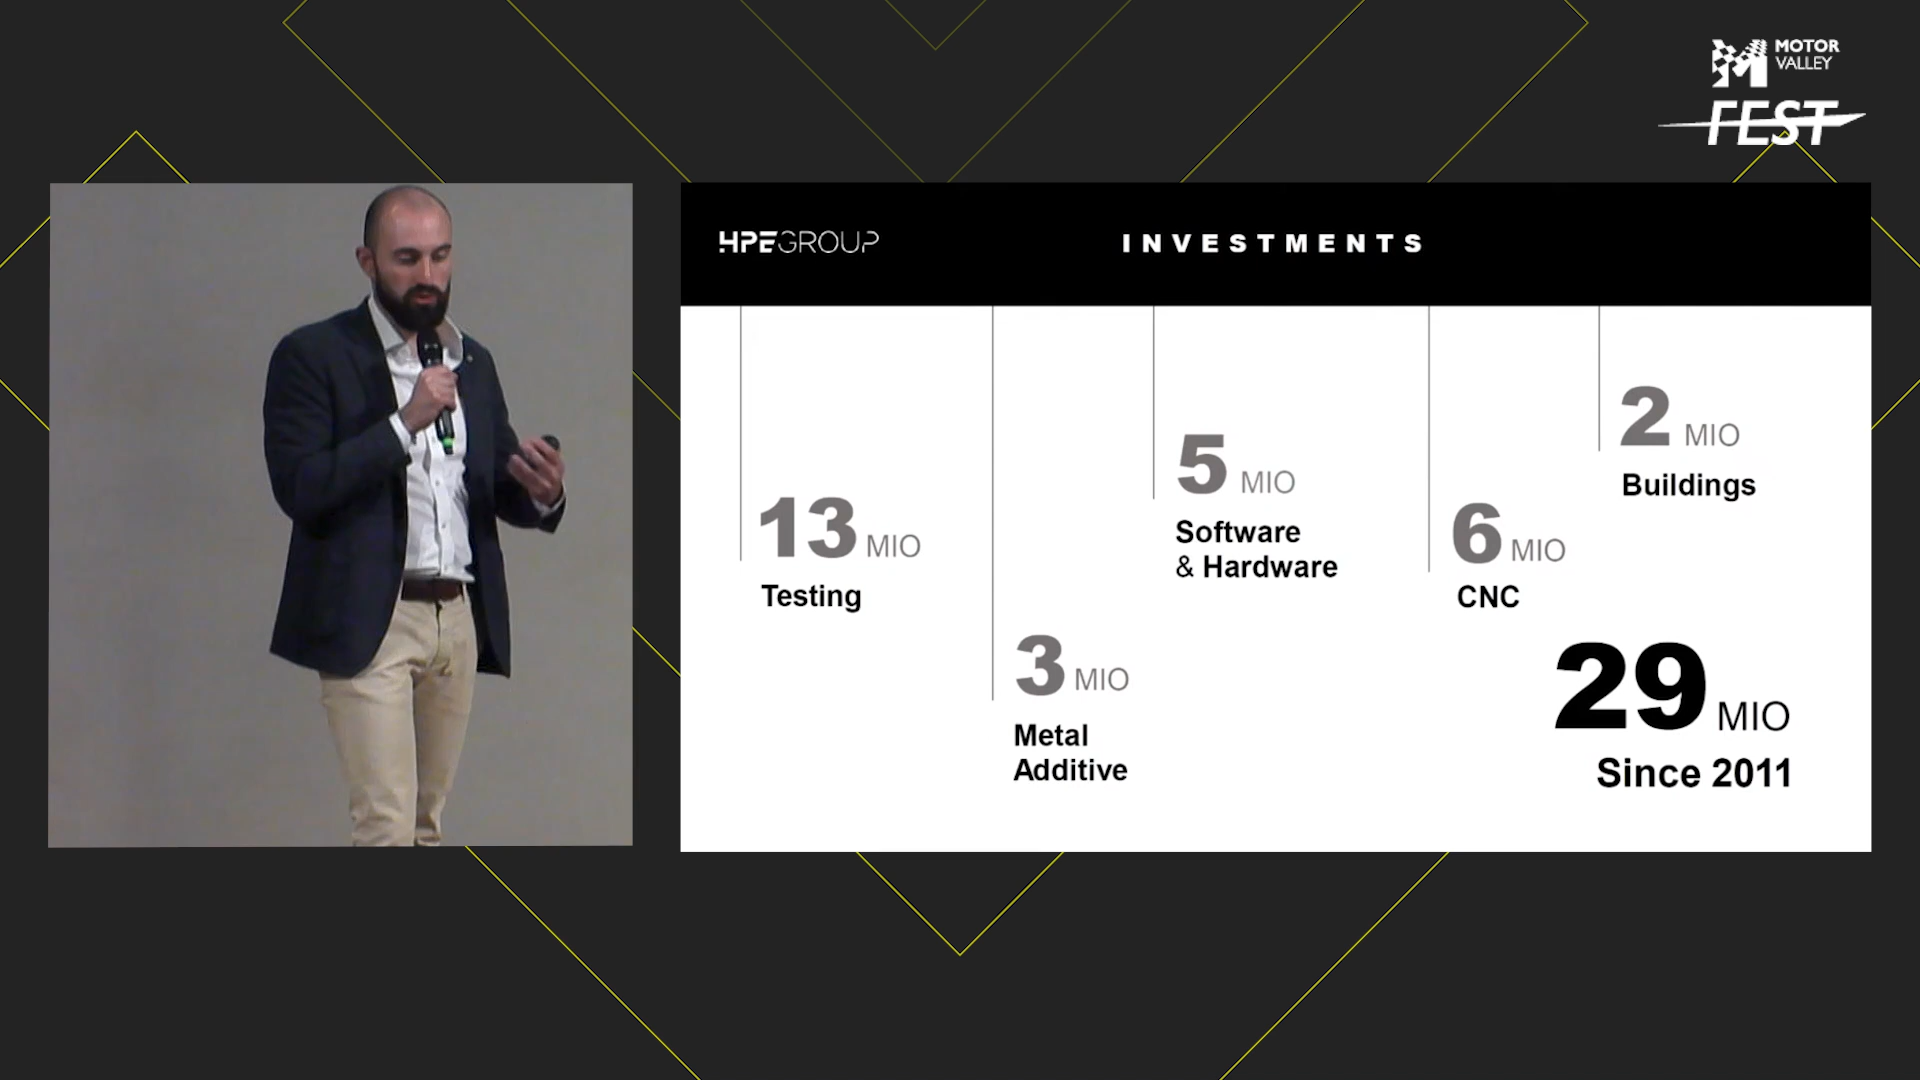 MOTOR
VALLEY
FEST
HPEGROUP
INVESTMENTS
13 MIO
Testing
3 MIO
Metal
Additive
5 MIO
Software
& Hardware
6 MIO
CNC
2 MIO
Buildings
29 MIO
Since 2011